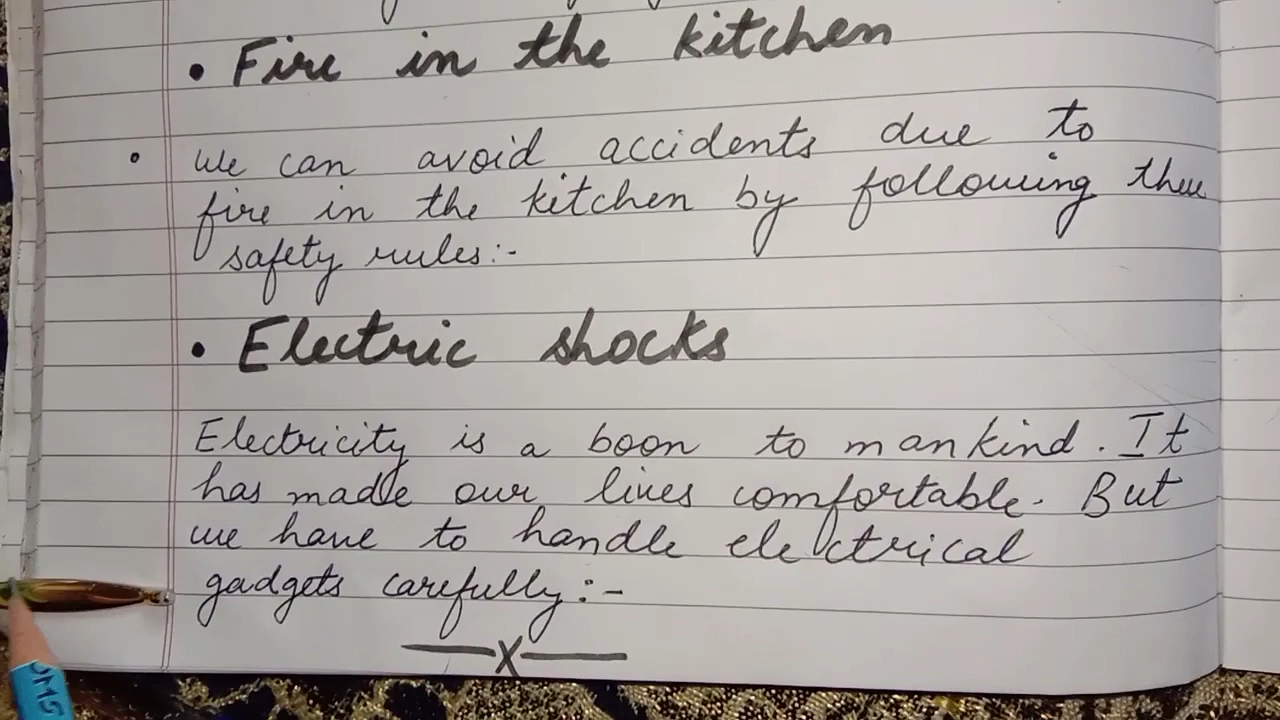 • Fire in the kitchen
• We can avoid accidents due to
fire in the kitchen by following these
safety rules:-
• Electric shocks
Electricity is a boon to mankind. It
has made our lives comfortable. But
we have to handle electrical
gadgets carefully:-
—x—